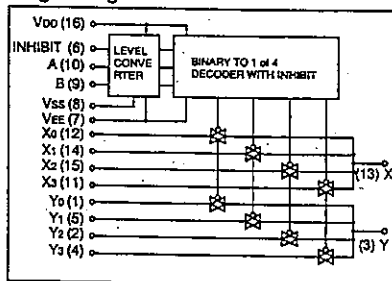 VDD (16)
INHIBIT (6)
A (10)
B (9)
VSS (8)
VEE (7)
X0 (12)
X1 (14)
X2 (15)
X3 (11)
Y0 (1)
Y1 (5)
Y2 (2)
Y3 (4)
LEVEL
CONVE
RTER
BINARY TO 1 of 4
DECODER WITH INHIBIT
(13) X
(3) Y